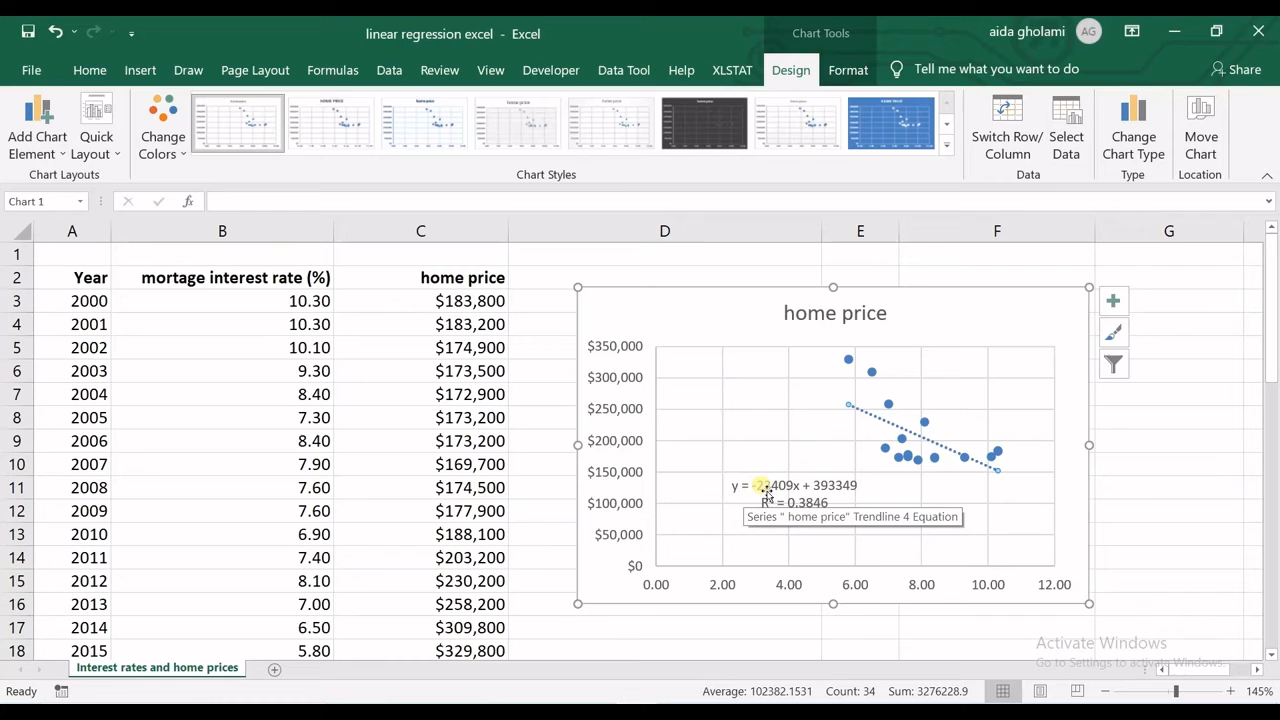 linear regression excel - Excel
Chart Tools
aida gholami AG
File Home Insert Draw Page Layout Formulas Data Review View Developer Data Tool Help XLSTAT Design Format Tell me what you want to do Share
Add Chart Element
Quick Layout
Change Colors
Switch Row/ Column
Select Data
Change Chart Type
Move Chart
Chart Layouts Chart Styles Data Type Location
Chart 1 fx
A B C D E F G
1
2 Year mortage interest rate (%) home price
3 2000 10.30 $183,800
4 2001 10.30 $183,200
5 2002 10.10 $174,900
6 2003 9.30 $173,500
7 2004 8.40 $172,900
8 2005 7.30 $173,200
9 2006 8.40 $173,200
10 2007 7.90 $169,700
11 2008 7.60 $174,500
12 2009 7.60 $177,900
13 2010 6.90 $188,100
14 2011 7.40 $203,200
15 2012 8.10 $230,200
16 2013 7.00 $258,200
17 2014 6.50 $309,800
18 2015 5.80 $329,800
home price
$350,000
$300,000
$250,000
$200,000
$150,000
$100,000
$50,000
$0
0.00 2.00 4.00 6.00 8.00 10.00 12.00
y = + 393349
R² = 0.3846
Series " home price" Trendline 4 Equation
Activate Windows
Go to Settings to activate Windows.
Interest rates and home prices
Ready Average: 102382.1531 Count: 34 Sum: 3276228.9 145%